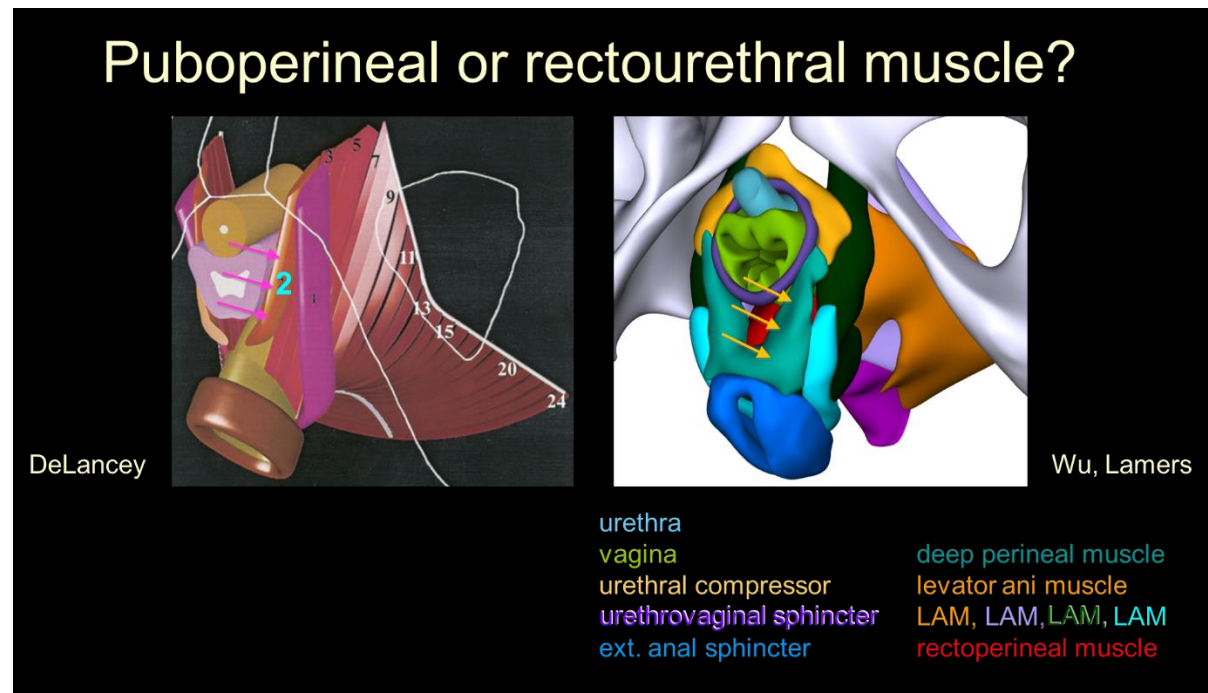 Puboperineal or rectourethral muscle?
3
5
7
9
11
2
1
13
15
20
24
DeLancey
Wu, Lamers
urethra
vagina
urethral compressor
urethrovaginal sphincter
ext. anal sphincter
deep perineal muscle
levator ani muscle
LAM, LAM, LAM, LAM
rectoperineal muscle